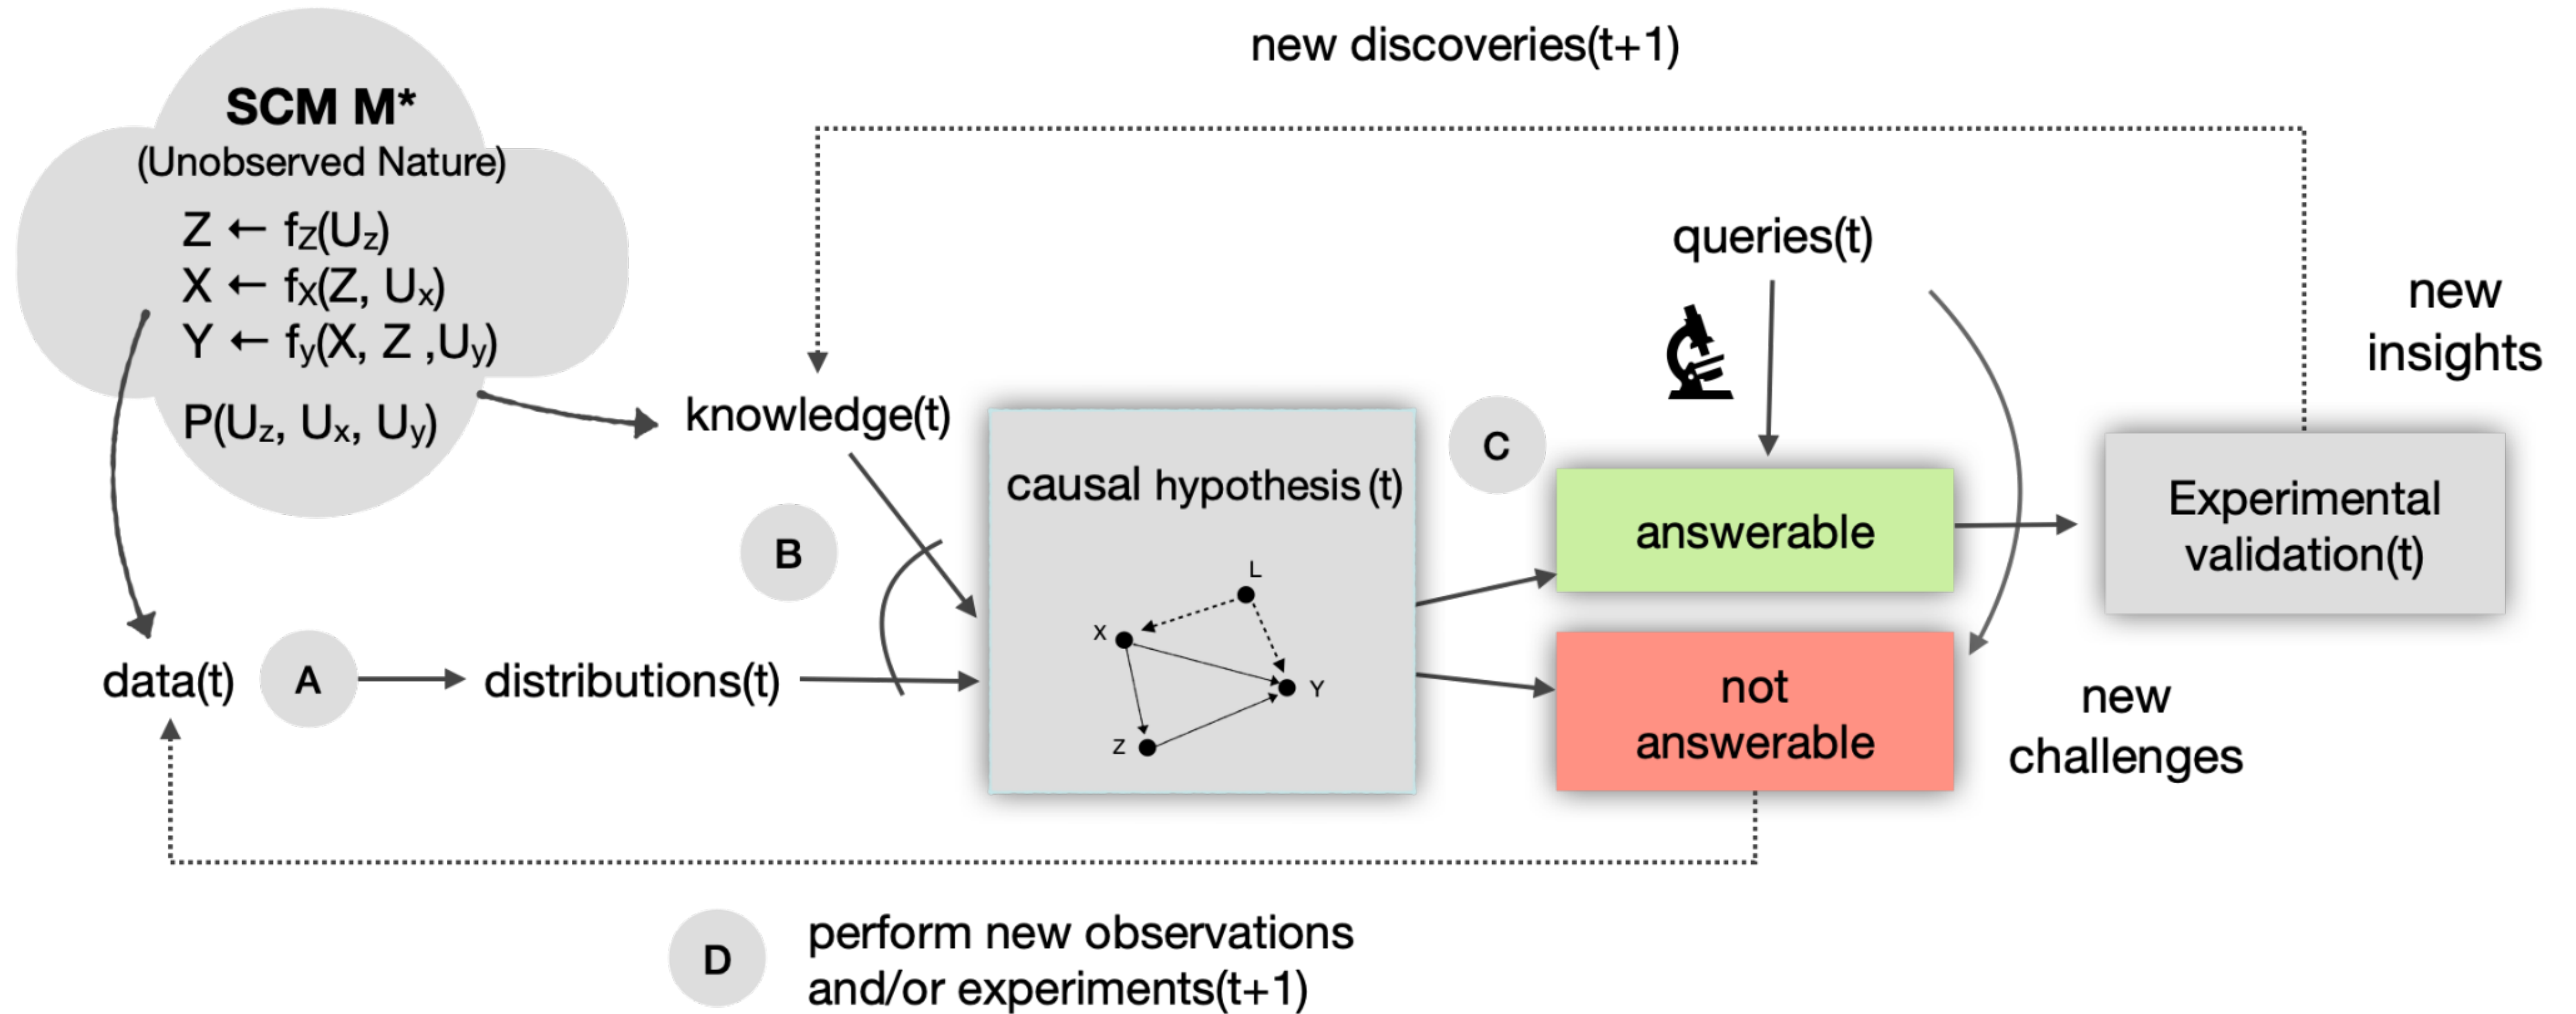 new discoveries(t+1)
SCM M*
(Unobserved Nature)
Z ← fZ(Uz)
X ← fX(Z, Ux)
Y ← fy(X, Z ,Uy)
P(Uz, Ux, Uy)
queries(t)
new
insights
knowledge(t)
causal hypothesis (t)
L
X
Y
Z
B
C
answerable
not
answerable
Experimental
validation(t)
data(t)
A
distributions(t)
new
challenges
D
perform new observations
and/or experiments(t+1)